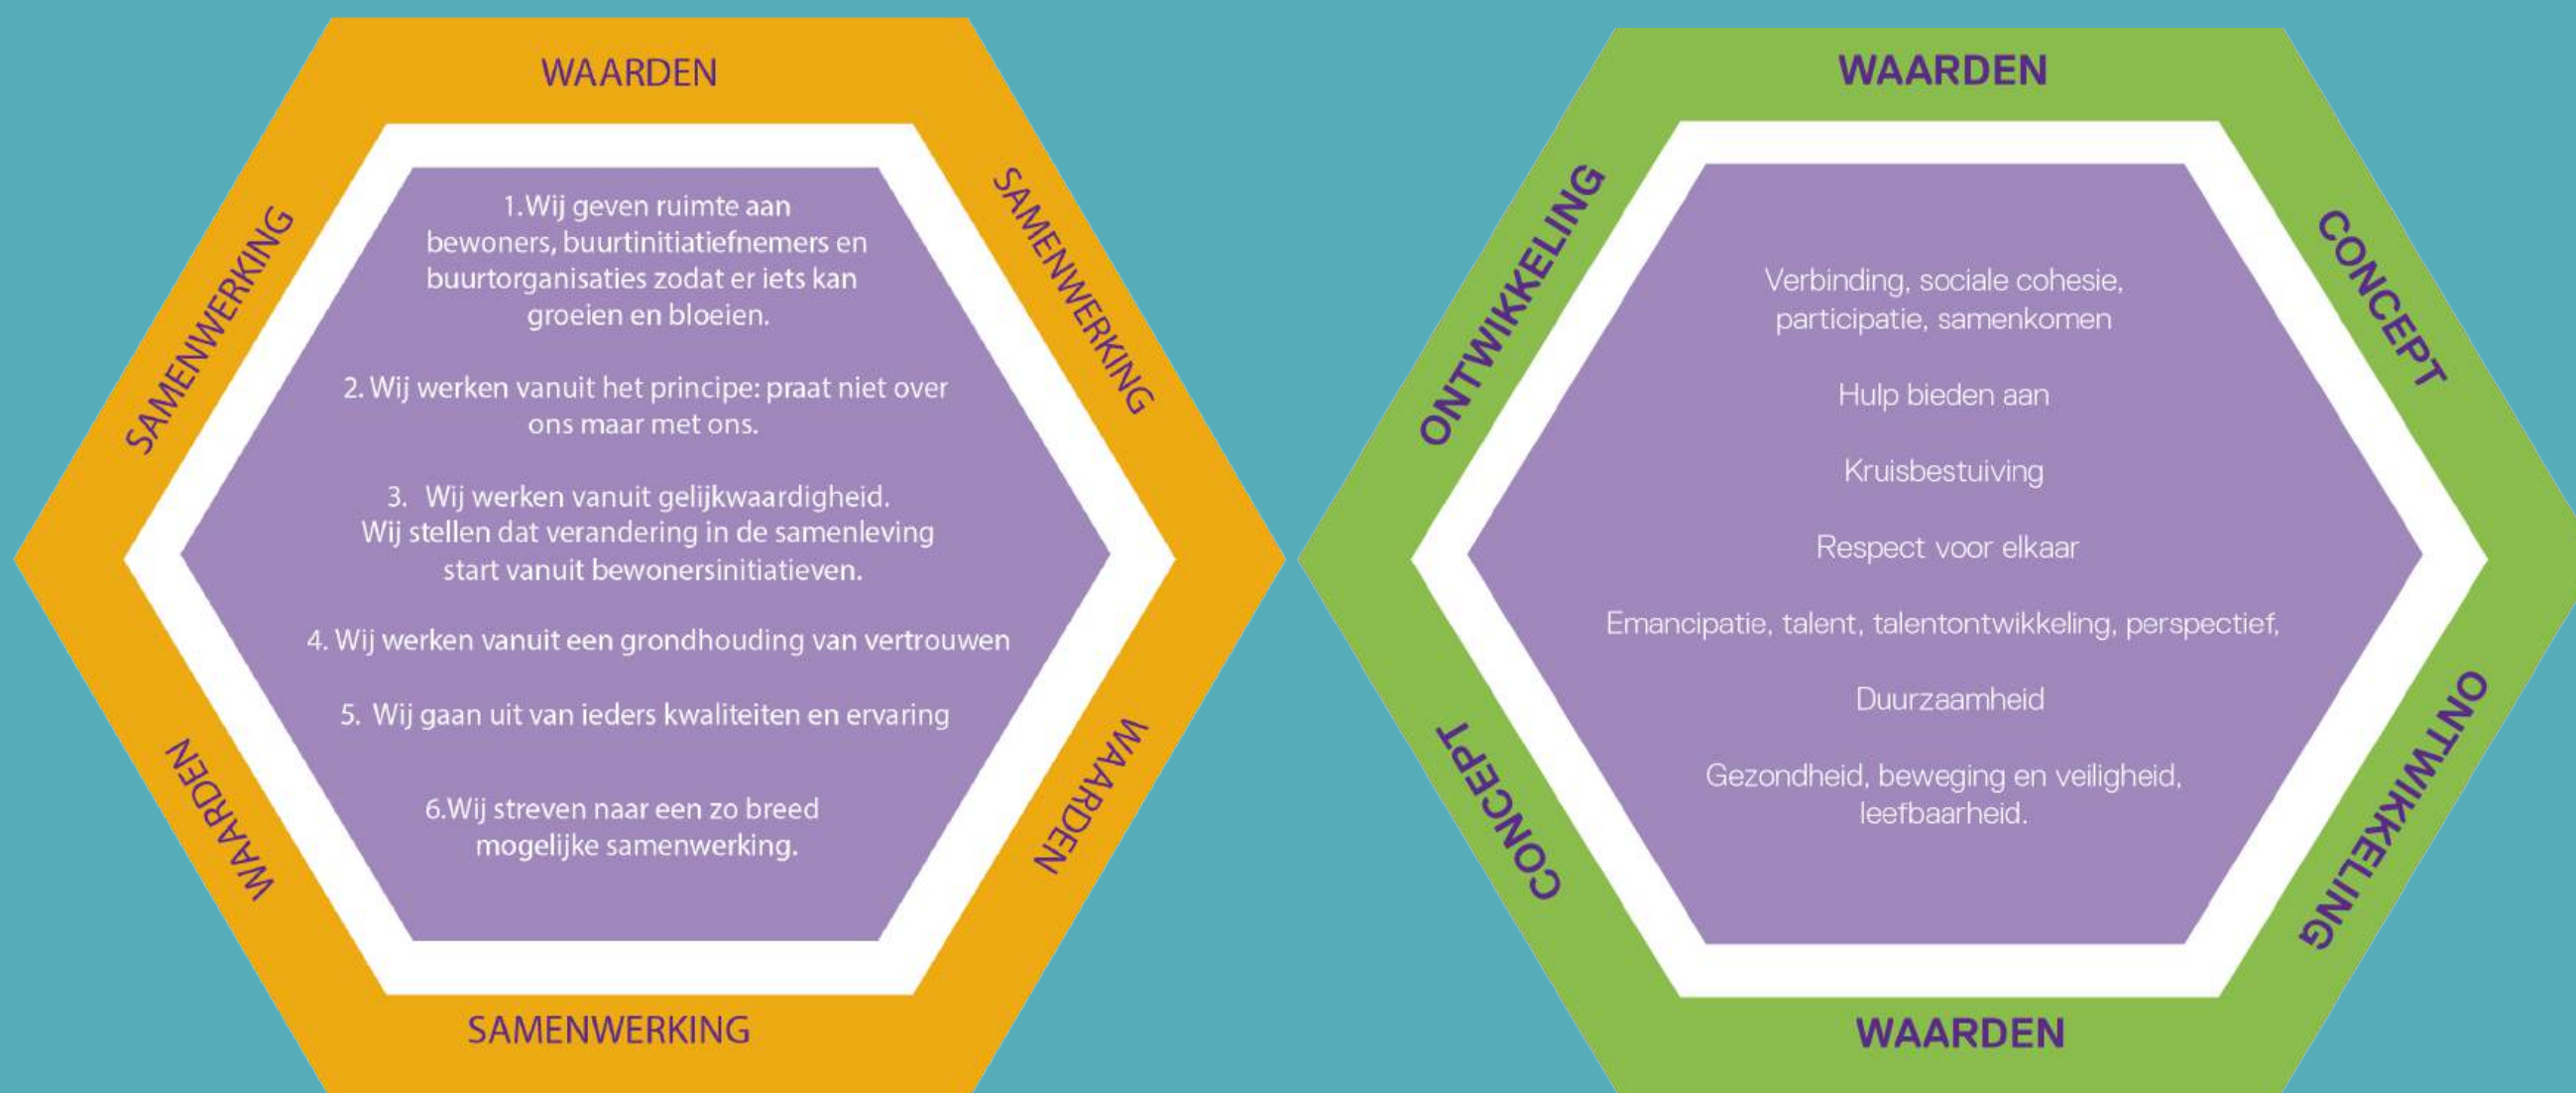 WAARDEN
SAMENWERKING
SAMENWERKING
1.Wij geven ruimte aan
bewoners, buurtinitiatiefnemers en
buurtorganisaties zodat er iets kan
groeien en bloeien.
2. Wij werken vanuit het principe: praat niet over
ons maar met ons.
3. Wij werken vanuit gelijkwaardigheid.
Wij stellen dat verandering in de samenleving
start vanuit bewonersinitiatieven.
4. Wij werken vanuit een grondhouding van vertrouwen
5. Wij gaan uit van ieders kwaliteiten en ervaring
6.Wij streven naar een zo breed
mogelijke samenwerking.
WAARDEN
WAARDEN
SAMENWERKING
WAARDEN
ONTWIKKELING
CONCEPT
Verbinding, sociale cohesie,
participatie, samenkomen
Hulp bieden aan
Kruisbestuiving
Respect voor elkaar
Emancipatie, talent, talentontwikkeling, perspectief,
Duurzaamheid
Gezondheid, beweging en veiligheid,
leefbaarheid.
CONCEPT
ONTWIKKELING
WAARDEN